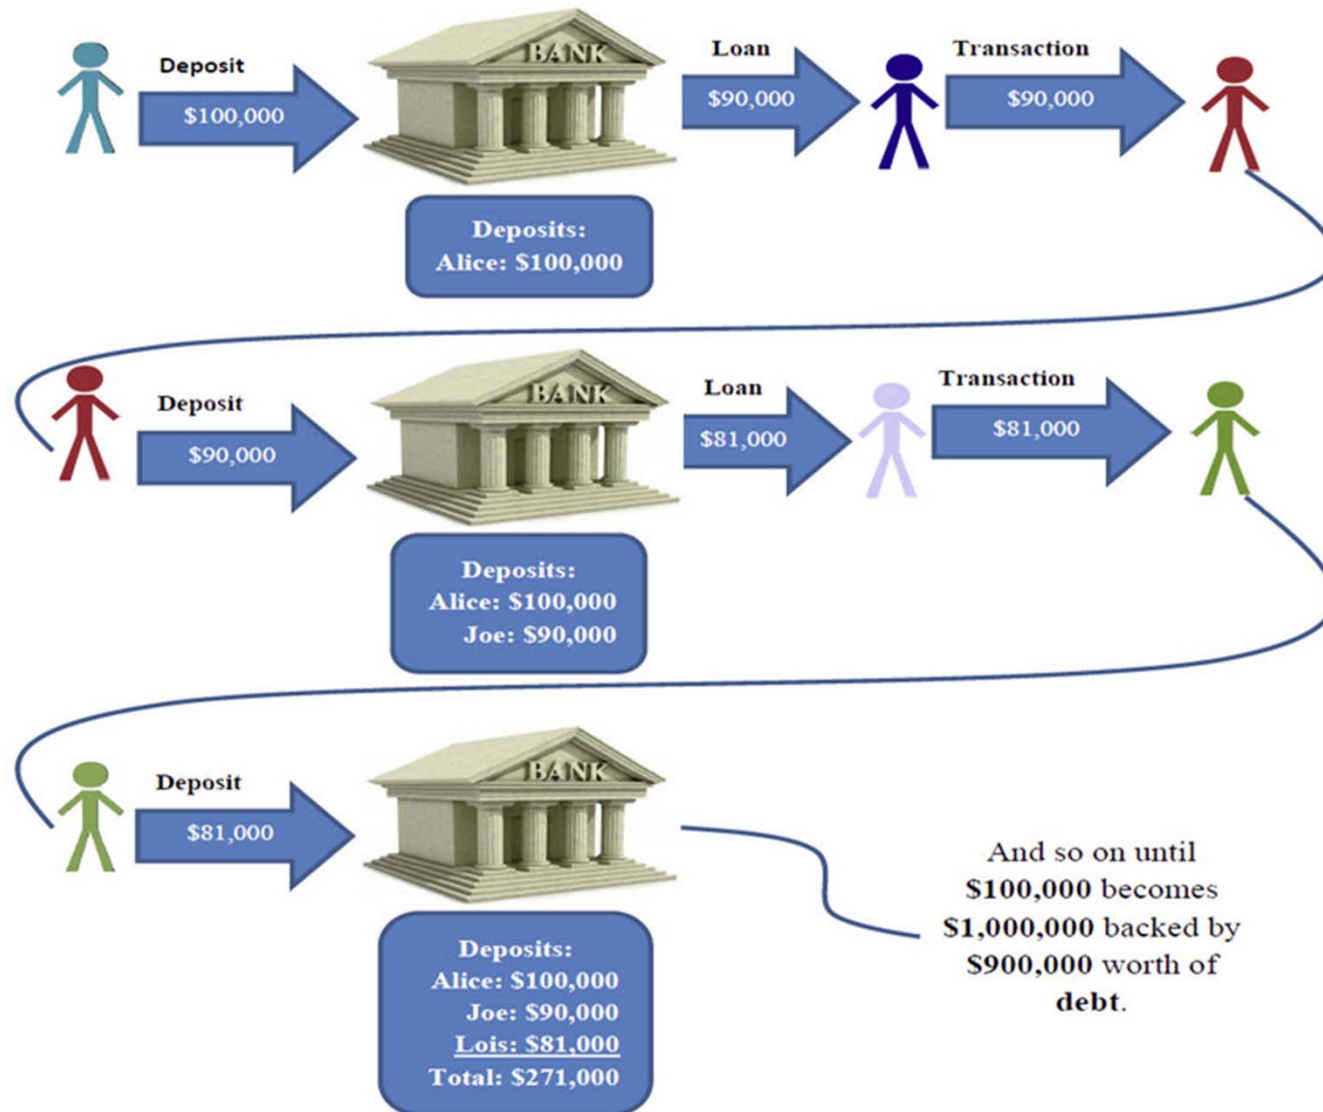 Deposit
$100,000
BANK
Loan
$90,000
Transaction
$90,000
Deposits:
Alice: $100,000
Deposit
$90,000
BANK
Loan
$81,000
Transaction
$81,000
Deposits:
Alice: $100,000
Joe: $90,000
Deposit
$81,000
BANK
Deposits:
Alice: $100,000
Joe: $90,000
Lois: $81,000
Total: $271,000
And so on until
$100,000 becomes
$1,000,000 backed by
$900,000 worth of
debt.